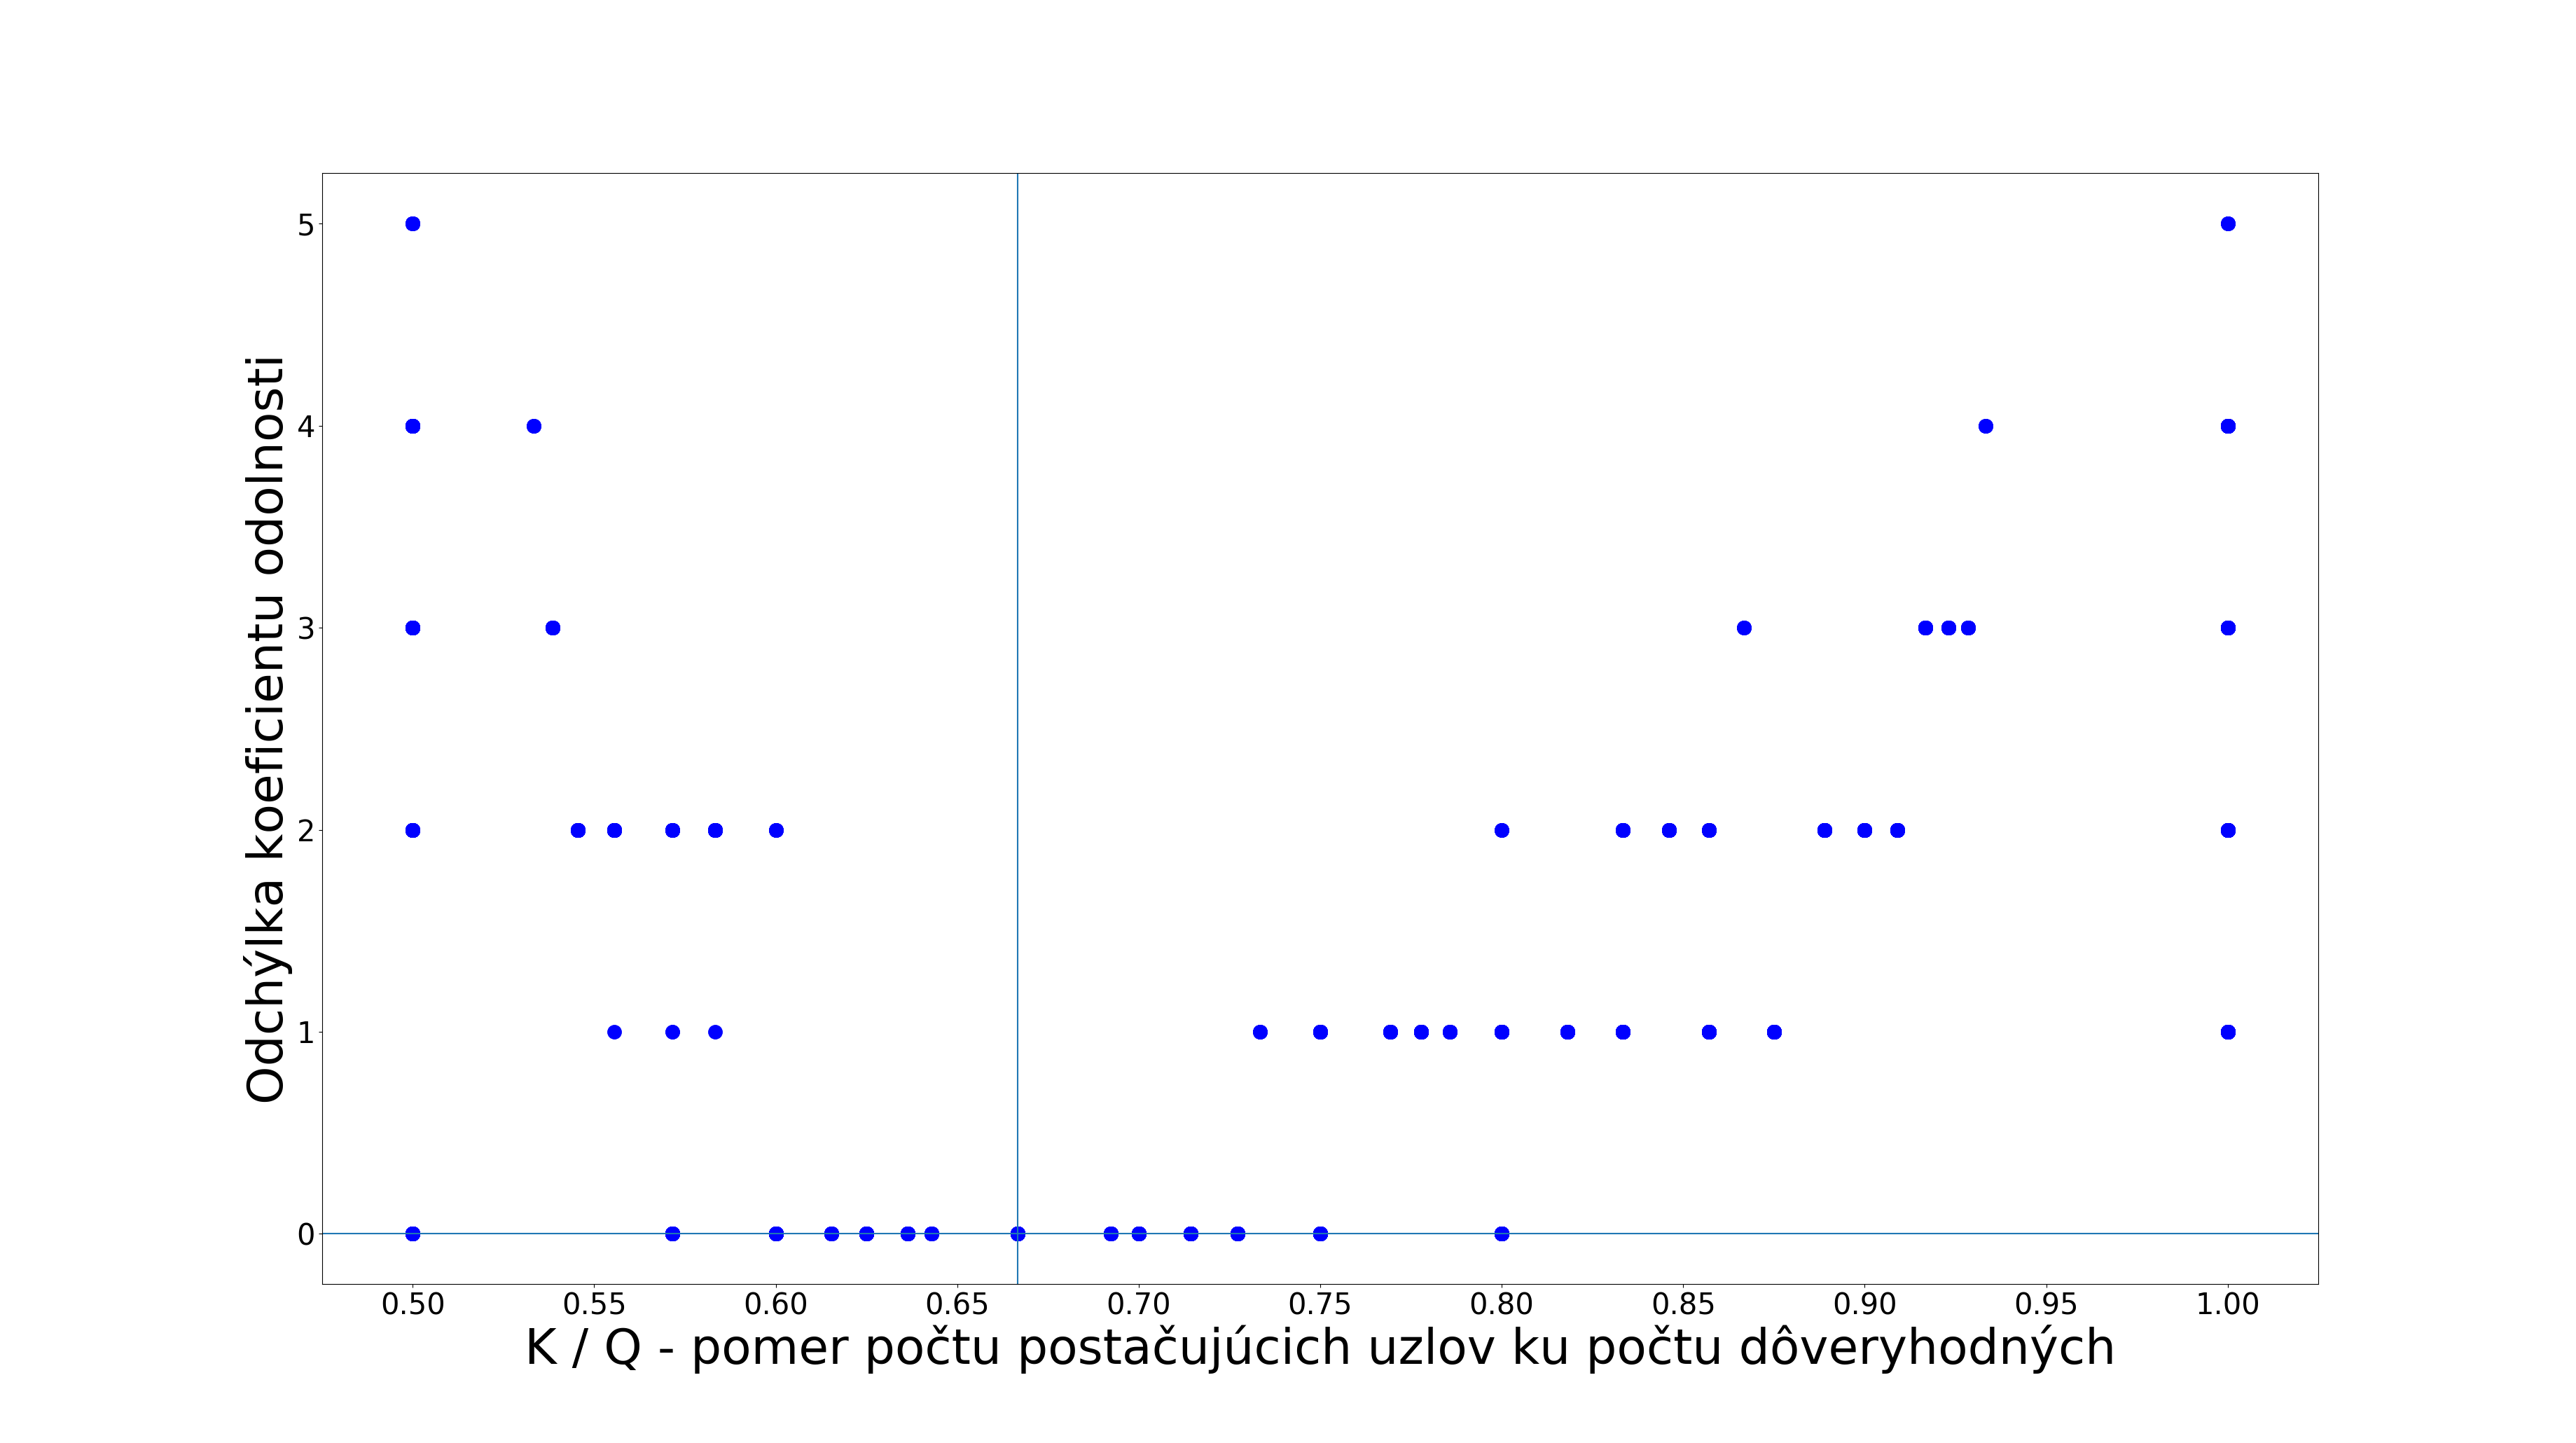 Odchýlka koeficientu odolnosti
5
4
3
2
1
0
0.50 0.55 0.60 0.65 0.70 0.75 0.80 0.85 0.90 0.95 1.00
K / Q - pomer počtu postačujúcich uzlov ku počtu dôveryhodných